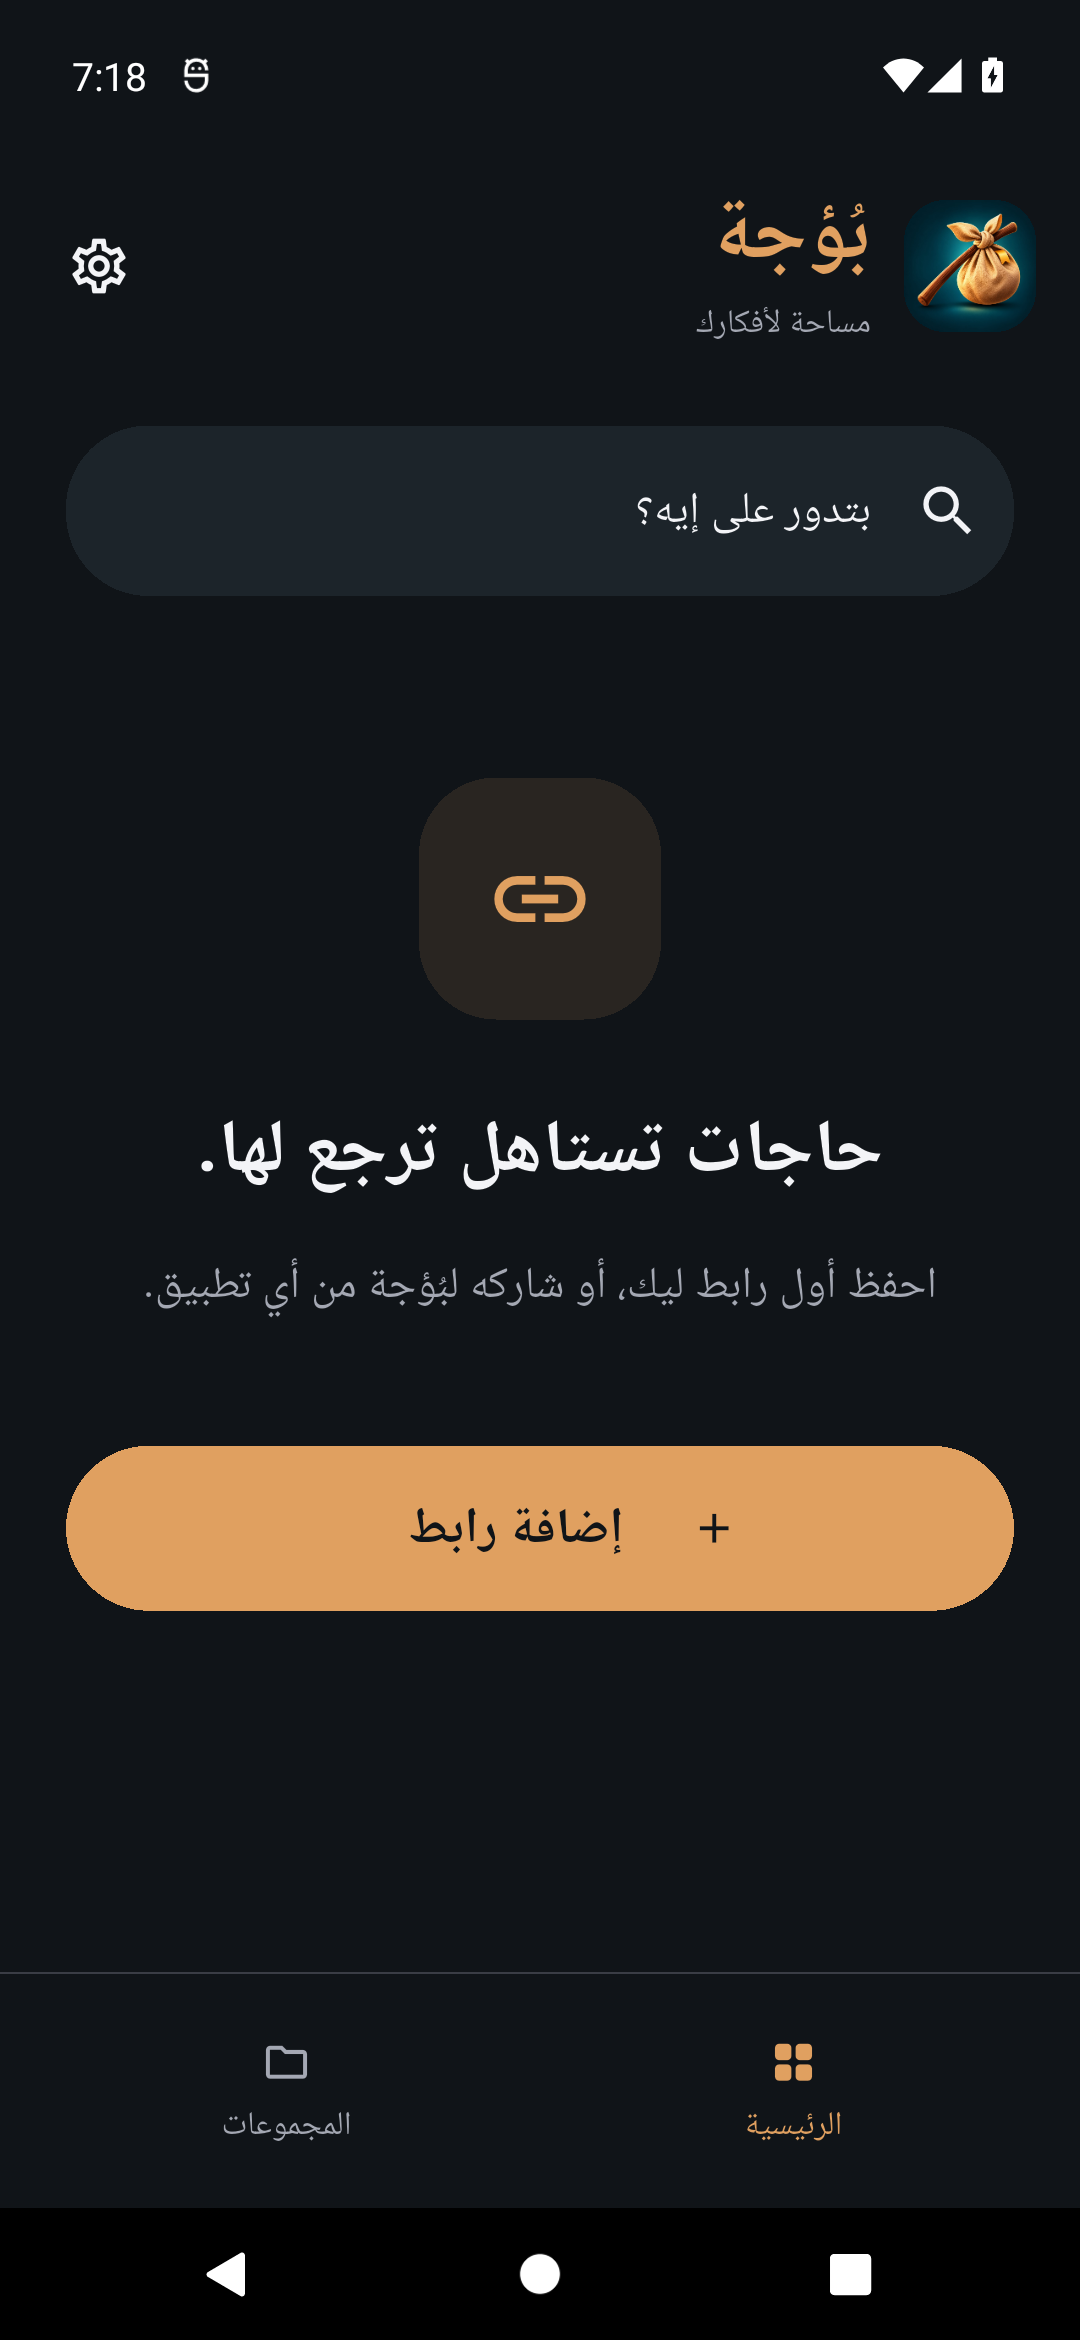 7:18
بُؤجة
مساحة لأفكارك
بتدور على إيه؟
حاجات تستاهل ترجع لها.
احفظ أول رابط ليك، أو شاركه لبُؤجة من أي تطبيق.
إضافة رابط
الرئيسية
المجموعات